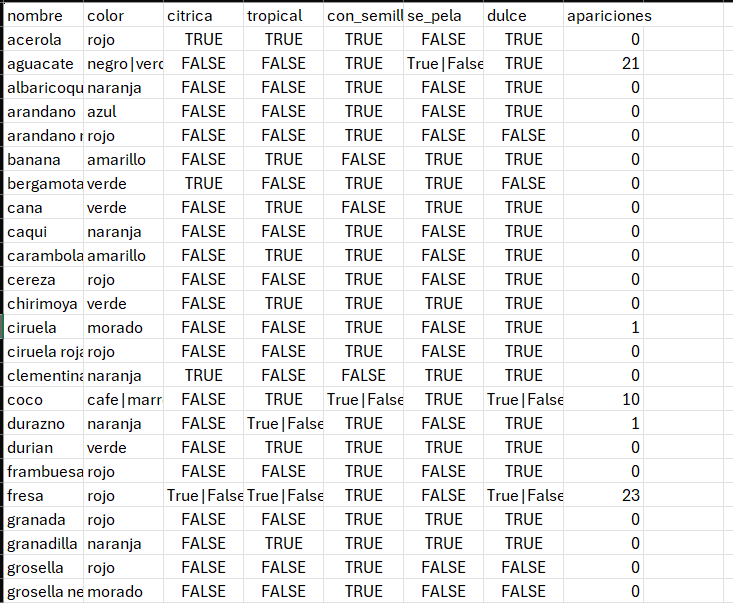 nombre color citrica tropical con_semill se_pela dulce apariciones
acerola rojo TRUE TRUE TRUE FALSE TRUE 0
aguacate negro|verd FALSE FALSE TRUE True|False TRUE 21
albaricoqu naranja FALSE FALSE TRUE FALSE TRUE 0
arandano azul FALSE FALSE TRUE FALSE TRUE 0
arandano r rojo FALSE FALSE TRUE FALSE FALSE 0
banana amarillo FALSE TRUE FALSE TRUE TRUE 0
bergamota verde TRUE FALSE TRUE TRUE FALSE 0
cana verde FALSE TRUE FALSE TRUE TRUE 0
caqui naranja FALSE FALSE TRUE FALSE TRUE 0
carambola amarillo FALSE TRUE TRUE FALSE TRUE 0
cereza rojo FALSE FALSE TRUE FALSE TRUE 0
chirimoya verde FALSE TRUE TRUE TRUE TRUE 0
ciruela morado FALSE FALSE TRUE FALSE TRUE 1
ciruela roja rojo FALSE FALSE TRUE FALSE TRUE 0
clementina naranja TRUE FALSE FALSE TRUE TRUE 0
coco cafe|marr FALSE TRUE True|False TRUE True|False 10
durazno naranja FALSE True|False TRUE FALSE TRUE 1
durian verde FALSE TRUE TRUE TRUE TRUE 0
frambuesa rojo FALSE FALSE TRUE FALSE TRUE 0
fresa rojo True|False True|False TRUE FALSE True|False 23
granada rojo FALSE FALSE TRUE TRUE TRUE 0
granadilla naranja FALSE TRUE TRUE TRUE TRUE 0
grosella rojo FALSE FALSE TRUE FALSE FALSE 0
grosella ne morado FALSE FALSE TRUE FALSE FALSE 0